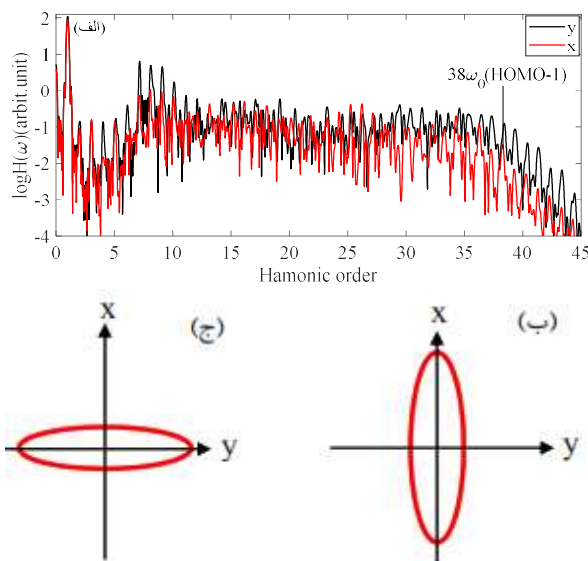 2
1
0
-1
-2
-3
-4
logH(ω)(arbit.unit)
(الف)
y
x
38ω₀(HOMO-1)
0 5 10 15 20 25 30 35 40 45
Hamonic order
x
(ج)
y
x
(ب)
y